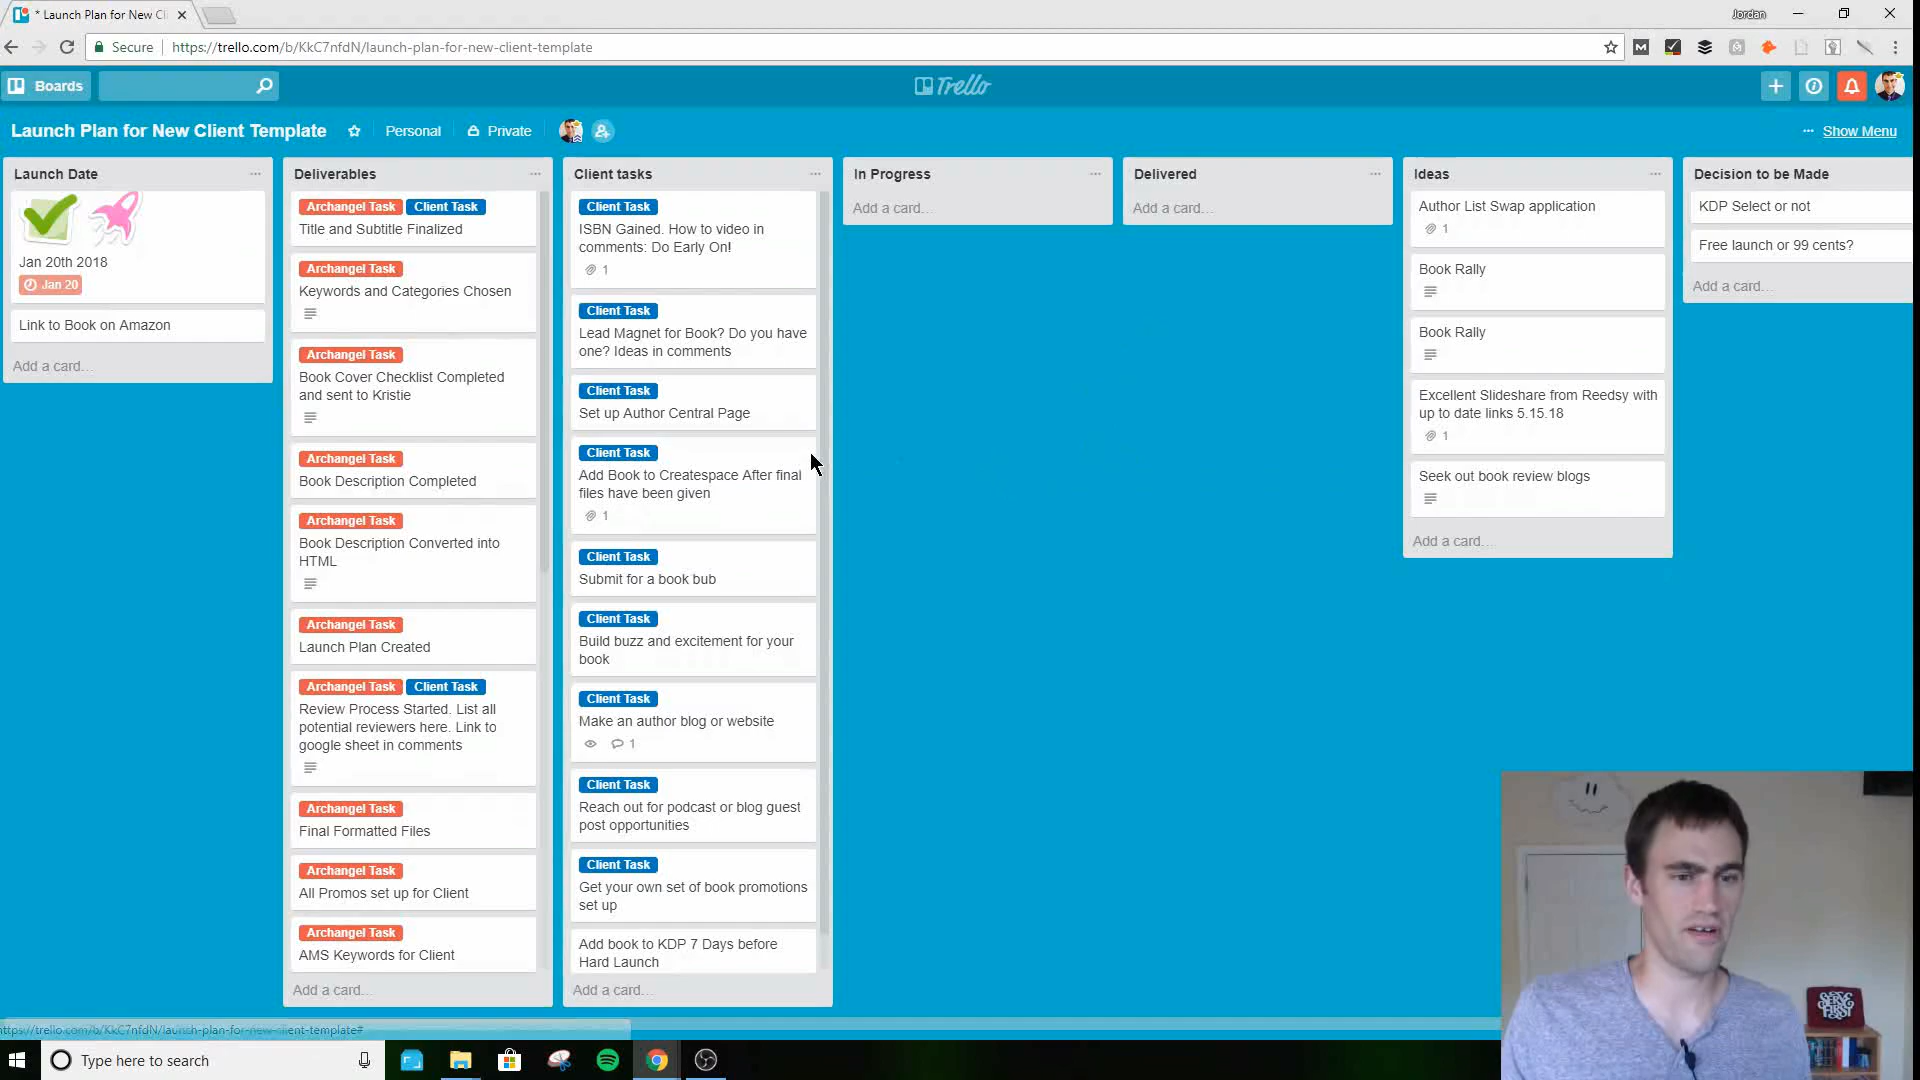 * Launch Plan for New Cli
Jordan
Secure
https://trello.com/b/KkC7nfdN/launch-plan-for-new-client-template
Boards
Trello
Launch Plan for New Client Template
Personal
Private
... Show Menu
Launch Date
Jan 20th 2018
Jan 20
Link to Book on Amazon
Add a card...
Deliverables
Archangel Task Client Task
Title and Subtitle Finalized
Archangel Task
Keywords and Categories Chosen
Archangel Task
Book Cover Checklist Completed
and sent to Kristie
Archangel Task
Book Description Completed
Archangel Task
Book Description Converted into
HTML
Archangel Task
Launch Plan Created
Archangel Task Client Task
Review Process Started. List all
potential reviewers here. Link to
google sheet in comments
Archangel Task
Final Formatted Files
Archangel Task
All Promos set up for Client
Archangel Task
AMS Keywords for Client
Add a card...
Client tasks
Client Task
ISBN Gained. How to video in
comments: Do Early On!
1
Client Task
Lead Magnet for Book? Do you have
one? Ideas in comments
Client Task
Set up Author Central Page
Client Task
Add Book to Createspace After final
files have been given
1
Client Task
Submit for a book bub
Client Task
Build buzz and excitement for your
book
Client Task
Make an author blog or website
1
Client Task
Reach out for podcast or blog guest
post opportunities
Client Task
Get your own set of book promotions
set up
Add book to KDP 7 Days before
Hard Launch
Add a card...
In Progress
Add a card...
Delivered
Add a card...
Ideas
Author List Swap application
1
Book Rally
Book Rally
Excellent Slideshare from Reedsy with
up to date links 5.15.18
1
Seek out book review blogs
Add a card...
Decision to be Made
KDP Select or not
Free launch or 99 cents?
Add a card...
https://trello.com/b/KkC7nfdN/launch-plan-for-new-client-template#
Type here to search
SERVE
FIRST